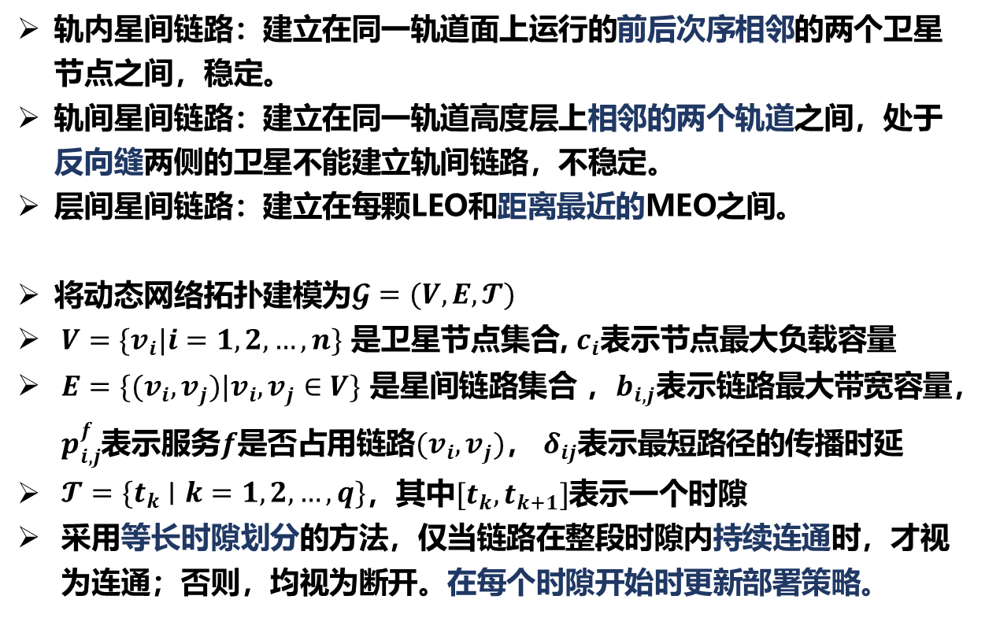 ➢ 轨内星间链路：建立在同一轨道面上运行的前后次序相邻的两个卫星
节点之间，稳定。
➢ 轨间星间链路：建立在同一轨道高度层上相邻的两个轨道之间，处于
反向缝两侧的卫星不能建立轨间链路，不稳定。
➢ 层间星间链路：建立在每颗LEO和距离最近的MEO之间。
➢ 将动态网络拓扑建模为𝒢 = (V, E, 𝒯)
➢ V = {v_i|i = 1, 2, …, n} 是卫星节点集合, c_i表示节点最大负载容量
➢ E = {(v_i, v_j)|v_i, v_j ∈ V} 是星间链路集合 ，b_{i,j}表示链路最大带宽容量，
p_{i,j}^f表示服务f是否占用链路(v_i, v_j)， δ_{ij}表示最短路径的传播时延
➢ 𝒯 = {t_k ∣ k = 1, 2, …, q}，其中[t_k, t_{k+1}]表示一个时隙
➢ 采用等长时隙划分的方法，仅当链路在整段时隙内持续连通时，才视
为连通；否则，均视为断开。在每个时隙开始时更新部署策略。